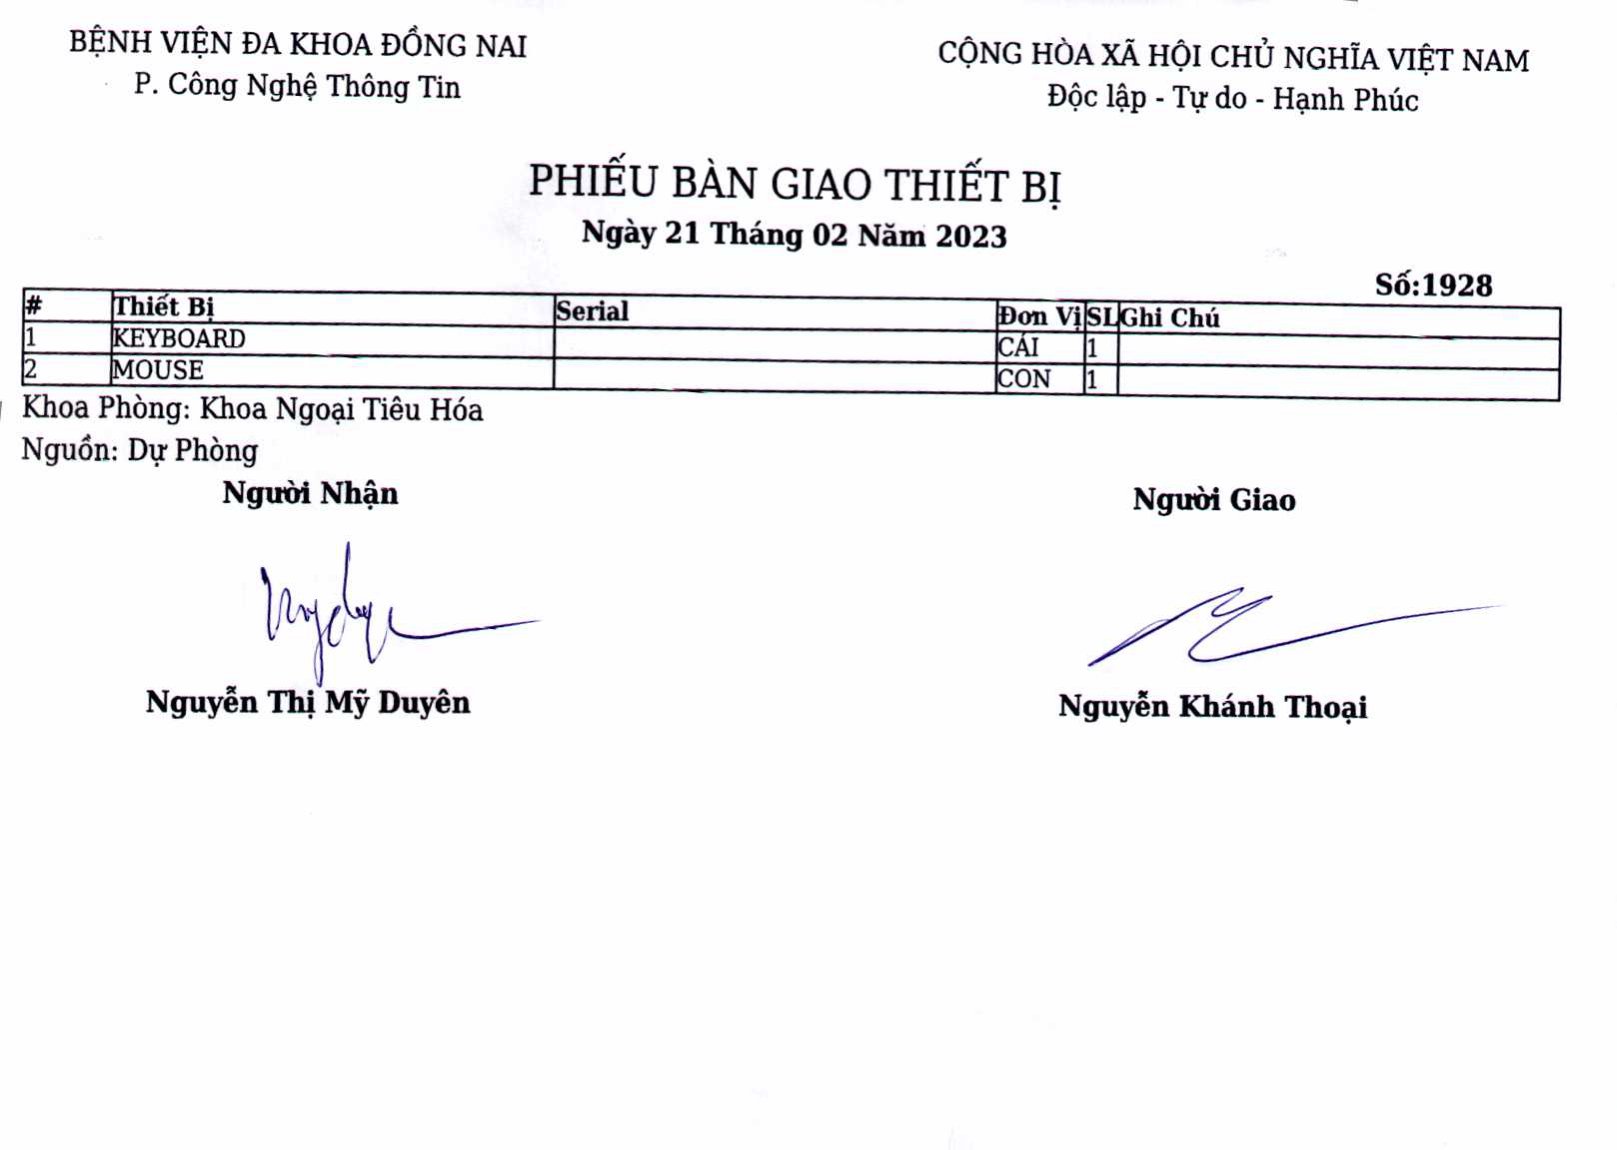 BỆNH VIỆN ĐA KHOA ĐỒNG NAI
P. Công Nghệ Thông Tin
CỘNG HÒA XÃ HỘI CHỦ NGHĨA VIỆT NAM
Độc lập - Tự do - Hạnh Phúc
PHIẾU BÀN GIAO THIẾT BỊ
Ngày 21 Tháng 02 Năm 2023
Số:1928
# Thiết Bị Serial Đơn Vị SL Ghi Chú
1 KEYBOARD CÁI 1
2 MOUSE CON 1
Khoa Phòng: Khoa Ngoại Tiêu Hóa
Nguồn: Dự Phòng
Người Nhận Người Giao
Nguyễn Thị Mỹ Duyên Nguyễn Khánh Thoại